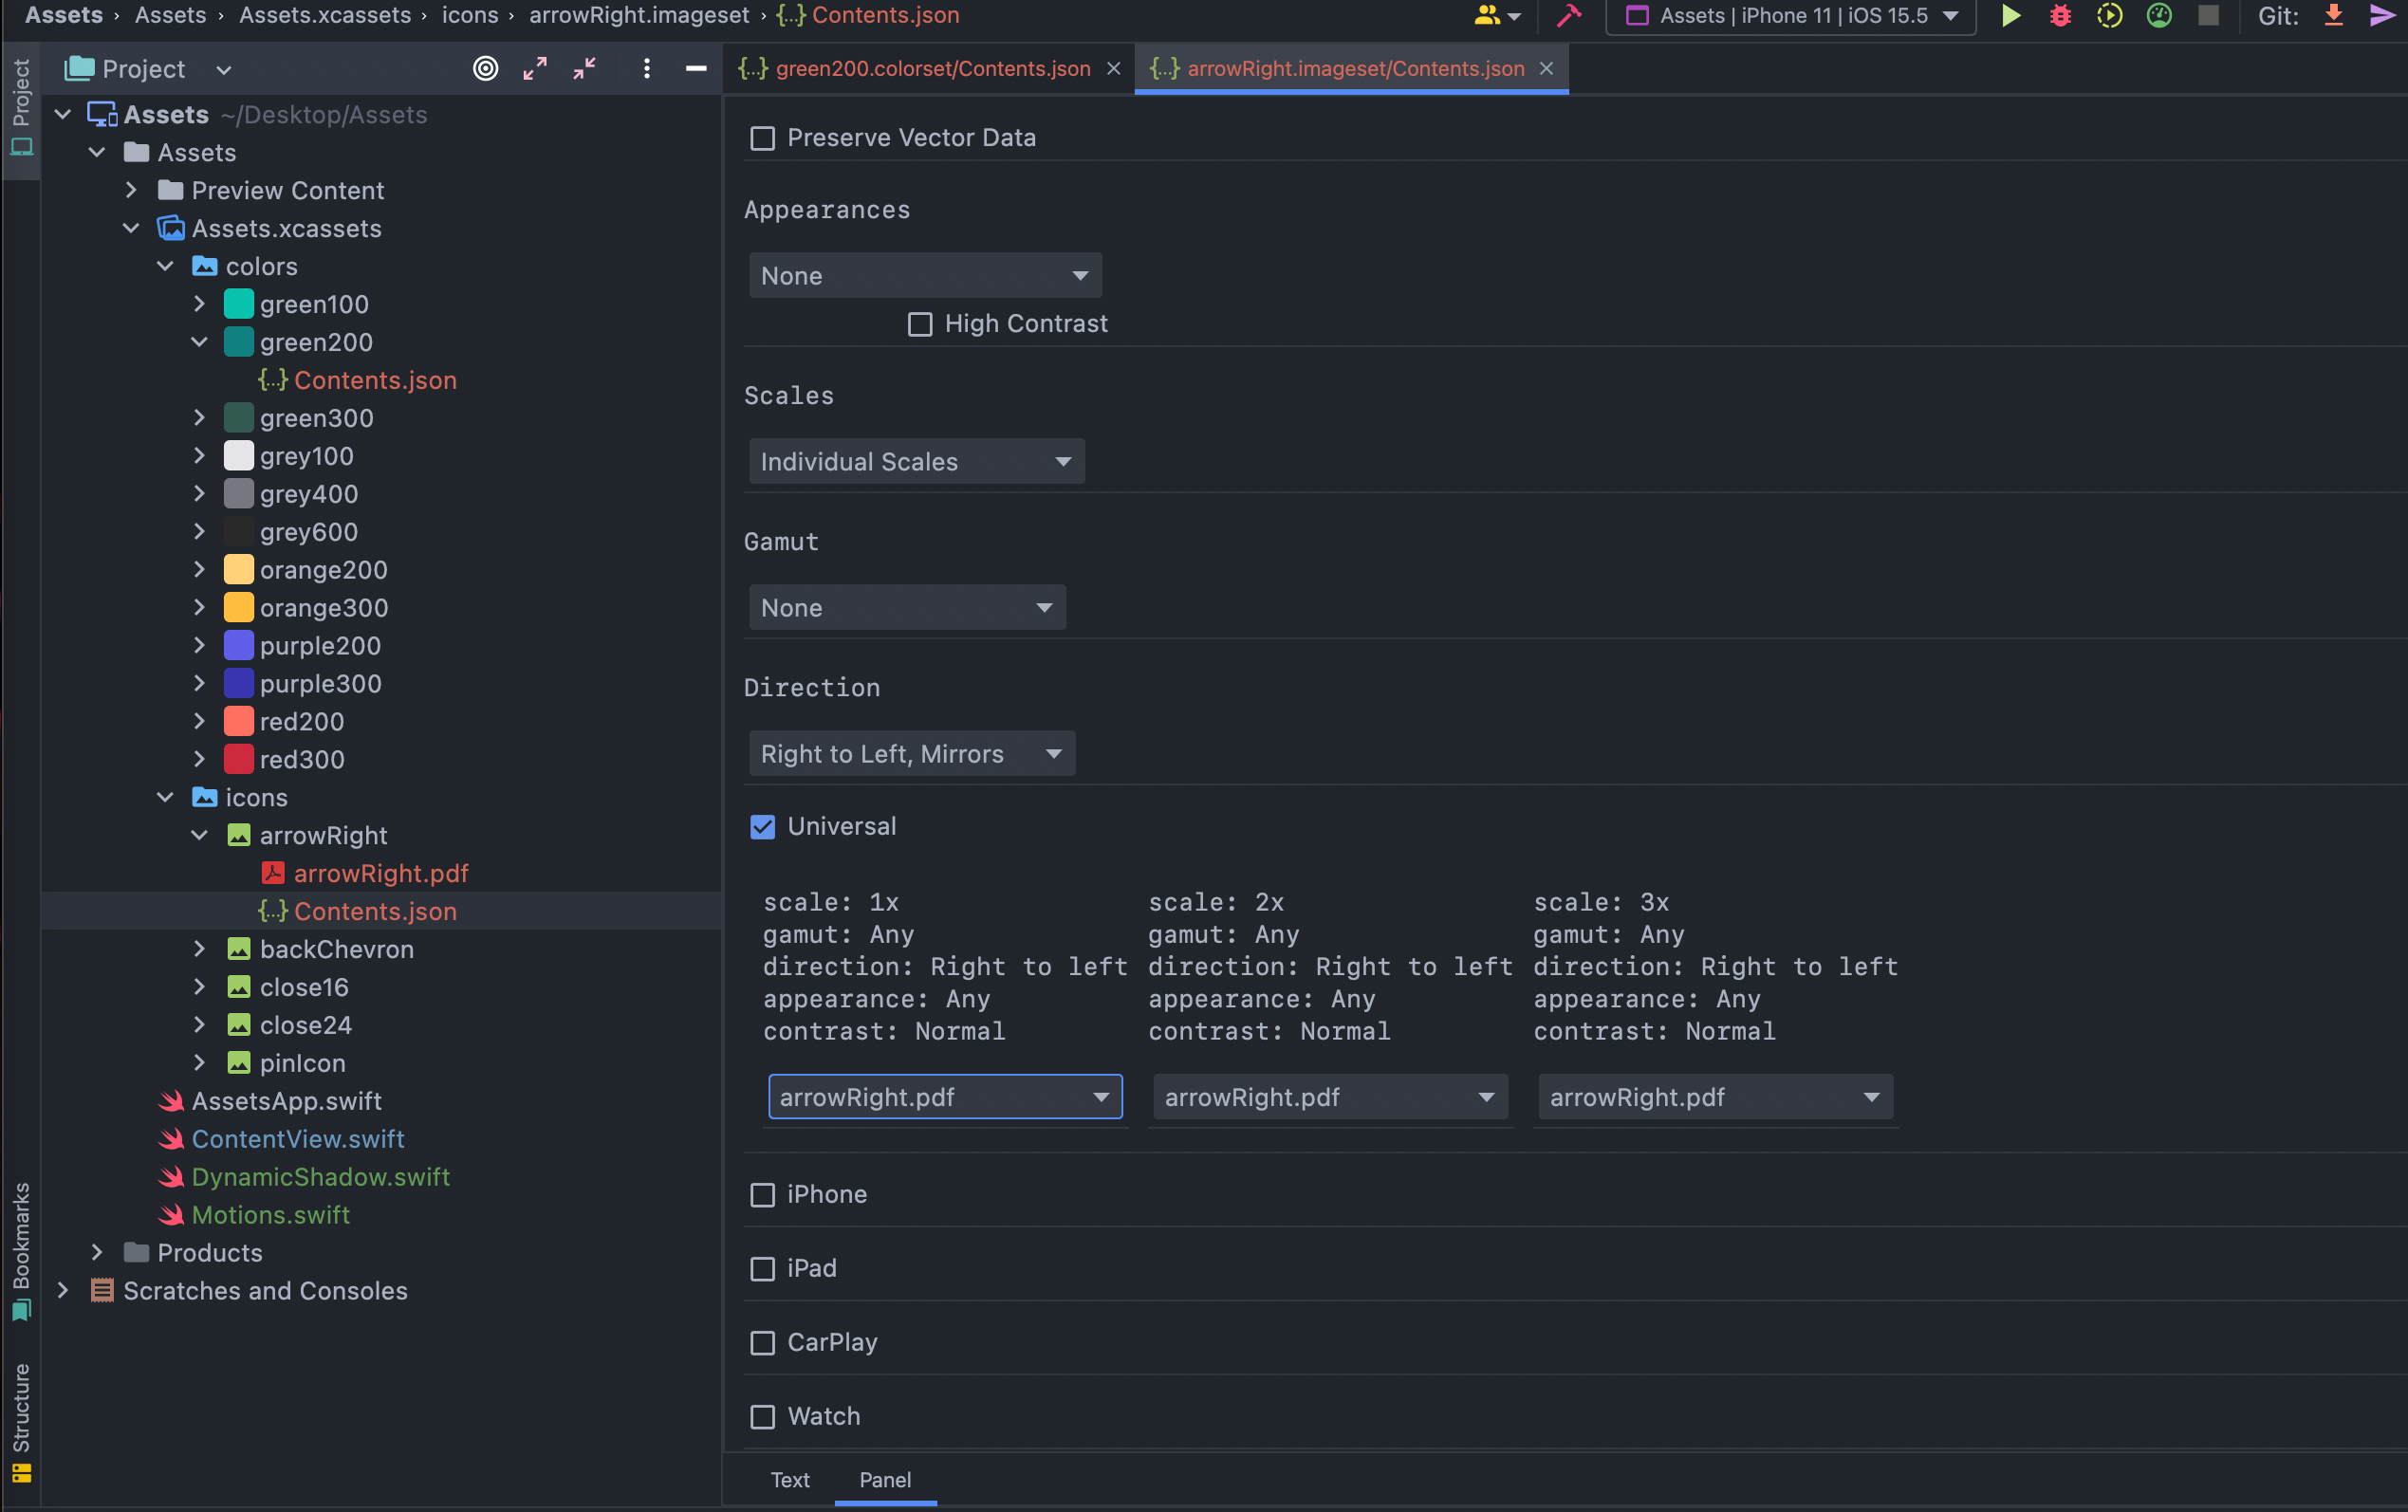 Assets › Assets › Assets.xcassets › icons › arrowRight.imageset › {...} Contents.json
Assets | iPhone 11 | iOS 15.5
Git:
Project
Project
green200.colorset/Contents.json
arrowRight.imageset/Contents.json
Assets ~/Desktop/Assets
Assets
Preview Content
Assets.xcassets
colors
green100
green200
{...} Contents.json
green300
grey100
grey400
grey600
orange200
orange300
purple200
purple300
red200
red300
icons
arrowRight
arrowRight.pdf
{...} Contents.json
backChevron
close16
close24
pinIcon
AssetsApp.swift
ContentView.swift
DynamicShadow.swift
Motions.swift
Products
Scratches and Consoles
Bookmarks
Structure
Preserve Vector Data
Appearances
None
High Contrast
Scales
Individual Scales
Gamut
None
Direction
Right to Left, Mirrors
Universal
scale: 1x
gamut: Any
direction: Right to left
appearance: Any
contrast: Normal
arrowRight.pdf
scale: 2x
gamut: Any
direction: Right to left
appearance: Any
contrast: Normal
arrowRight.pdf
scale: 3x
gamut: Any
direction: Right to left
appearance: Any
contrast: Normal
arrowRight.pdf
iPhone
iPad
CarPlay
Watch
Text
Panel